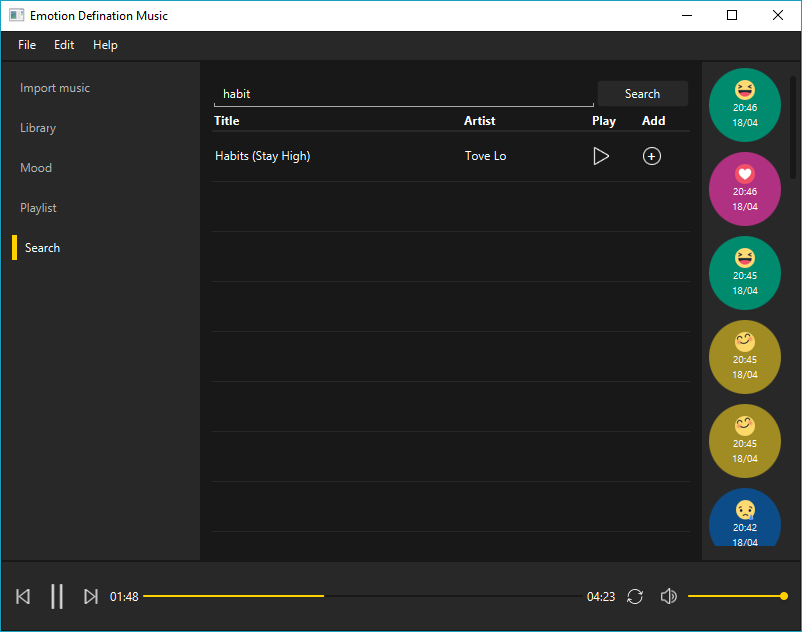 Emotion Defination Music
File Edit Help
Import music
Library
Mood
Playlist
Search
habit
Search
Title Artist Play Add
Habits (Stay High) Tove Lo
20:46
18/04
20:46
18/04
20:45
18/04
20:45
18/04
20:45
18/04
20:42
18/04
01:48 04:23